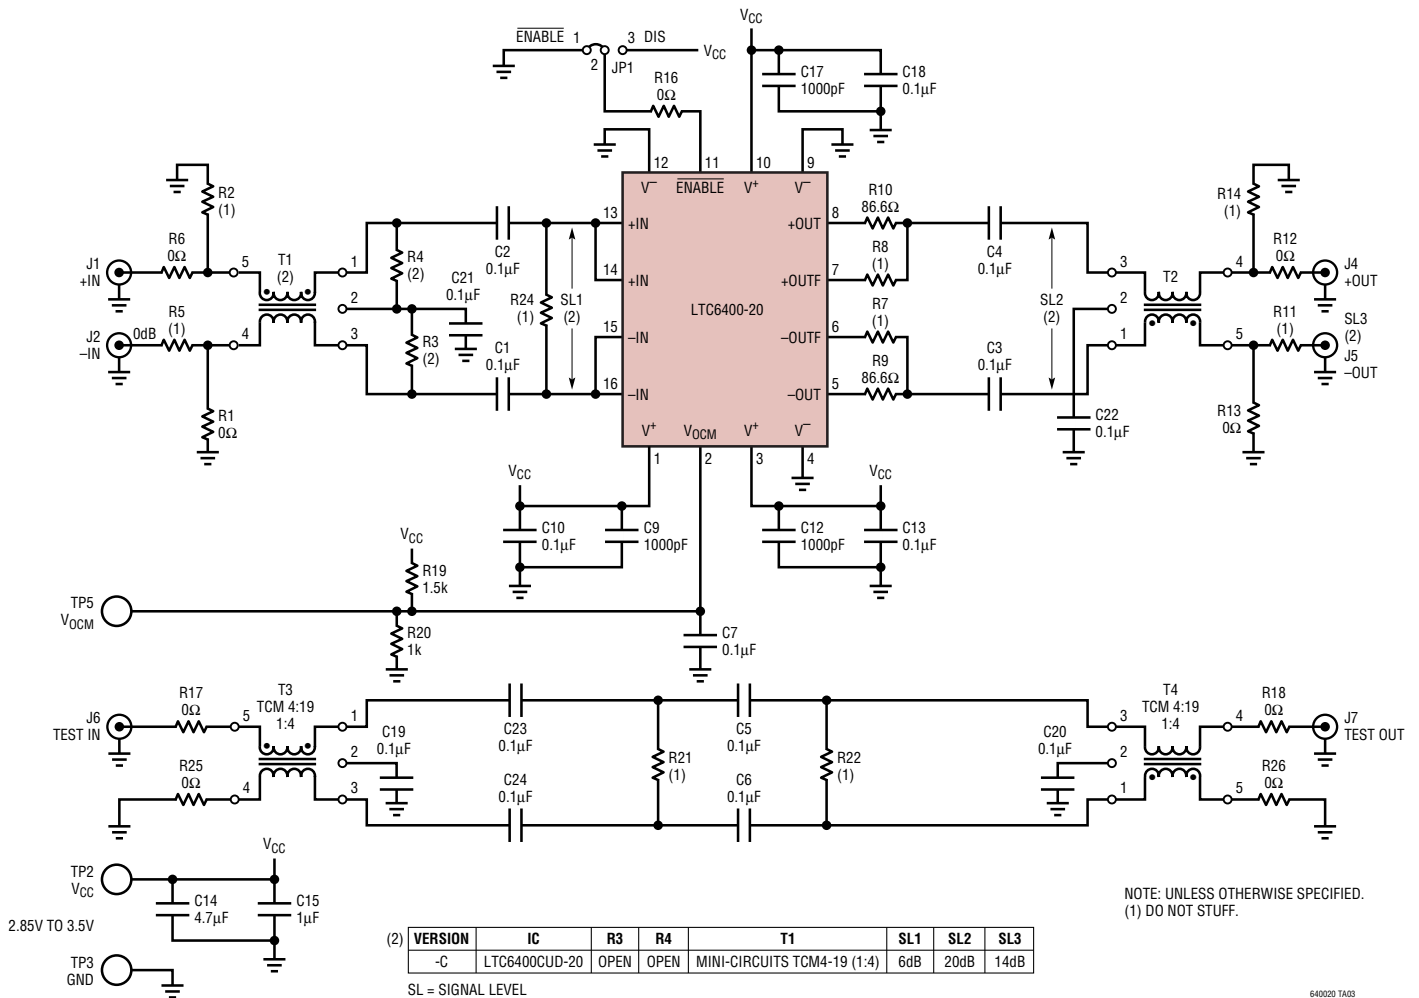 VCC
ENABLE 1
3 DIS
VCC
2
JP1
R16
0Ω
C17
1000pF
C18
0.1µF
12
11
10
9
V–
ENABLE
V+
V–
R2
(1)
R6
0Ω
J1
+IN
5
T1
(2)
1
R4
(2)
C21
0.1µF
2
C2
0.1µF
R24
(1)
SL1
(2)
13
+IN
14
+IN
15
–IN
16
–IN
LTC6400-20
+OUT
8
+OUTF
7
–OUTF
6
–OUT
5
R10
86.6Ω
R8
(1)
R7
(1)
R9
86.6Ω
C4
0.1µF
SL2
(2)
3
T2
4
2
1
5
R14
(1)
R12
0Ω
J4
+OUT
R11
(1)
SL3
(2)
J5
–OUT
J2
–IN
0dB
R5
(1)
4
3
R3
(2)
C1
0.1µF
C3
0.1µF
R1
0Ω
C22
0.1µF
R13
0Ω
V+
VOCM
V+
V–
1
2
3
4
VCC
C10
0.1µF
C9
1000pF
C12
1000pF
VCC
C13
0.1µF
VCC
R19
1.5k
TP5
VOCM
R20
1k
C7
0.1µF
J6
TEST IN
R17
0Ω
5
T3
TCM 4:19
1:4
1
2
C19
0.1µF
R25
0Ω
4
3
C23
0.1µF
C24
0.1µF
R21
(1)
C5
0.1µF
C6
0.1µF
R22
(1)
C20
0.1µF
3
2
1
T4
TCM 4:19
1:4
4
5
R18
0Ω
J7
TEST OUT
R26
0Ω
TP2
VCC
VCC
C14
4.7µF
C15
1µF
2.85V TO 3.5V
TP3
GND
NOTE: UNLESS OTHERWISE SPECIFIED.
(1) DO NOT STUFF.
(2) VERSION IC R3 R4 T1 SL1 SL2 SL3
-C LTC6400CUD-20 OPEN OPEN MINI-CIRCUITS TCM4-19 (1:4) 6dB 20dB 14dB
SL = SIGNAL LEVEL
640020 TA03